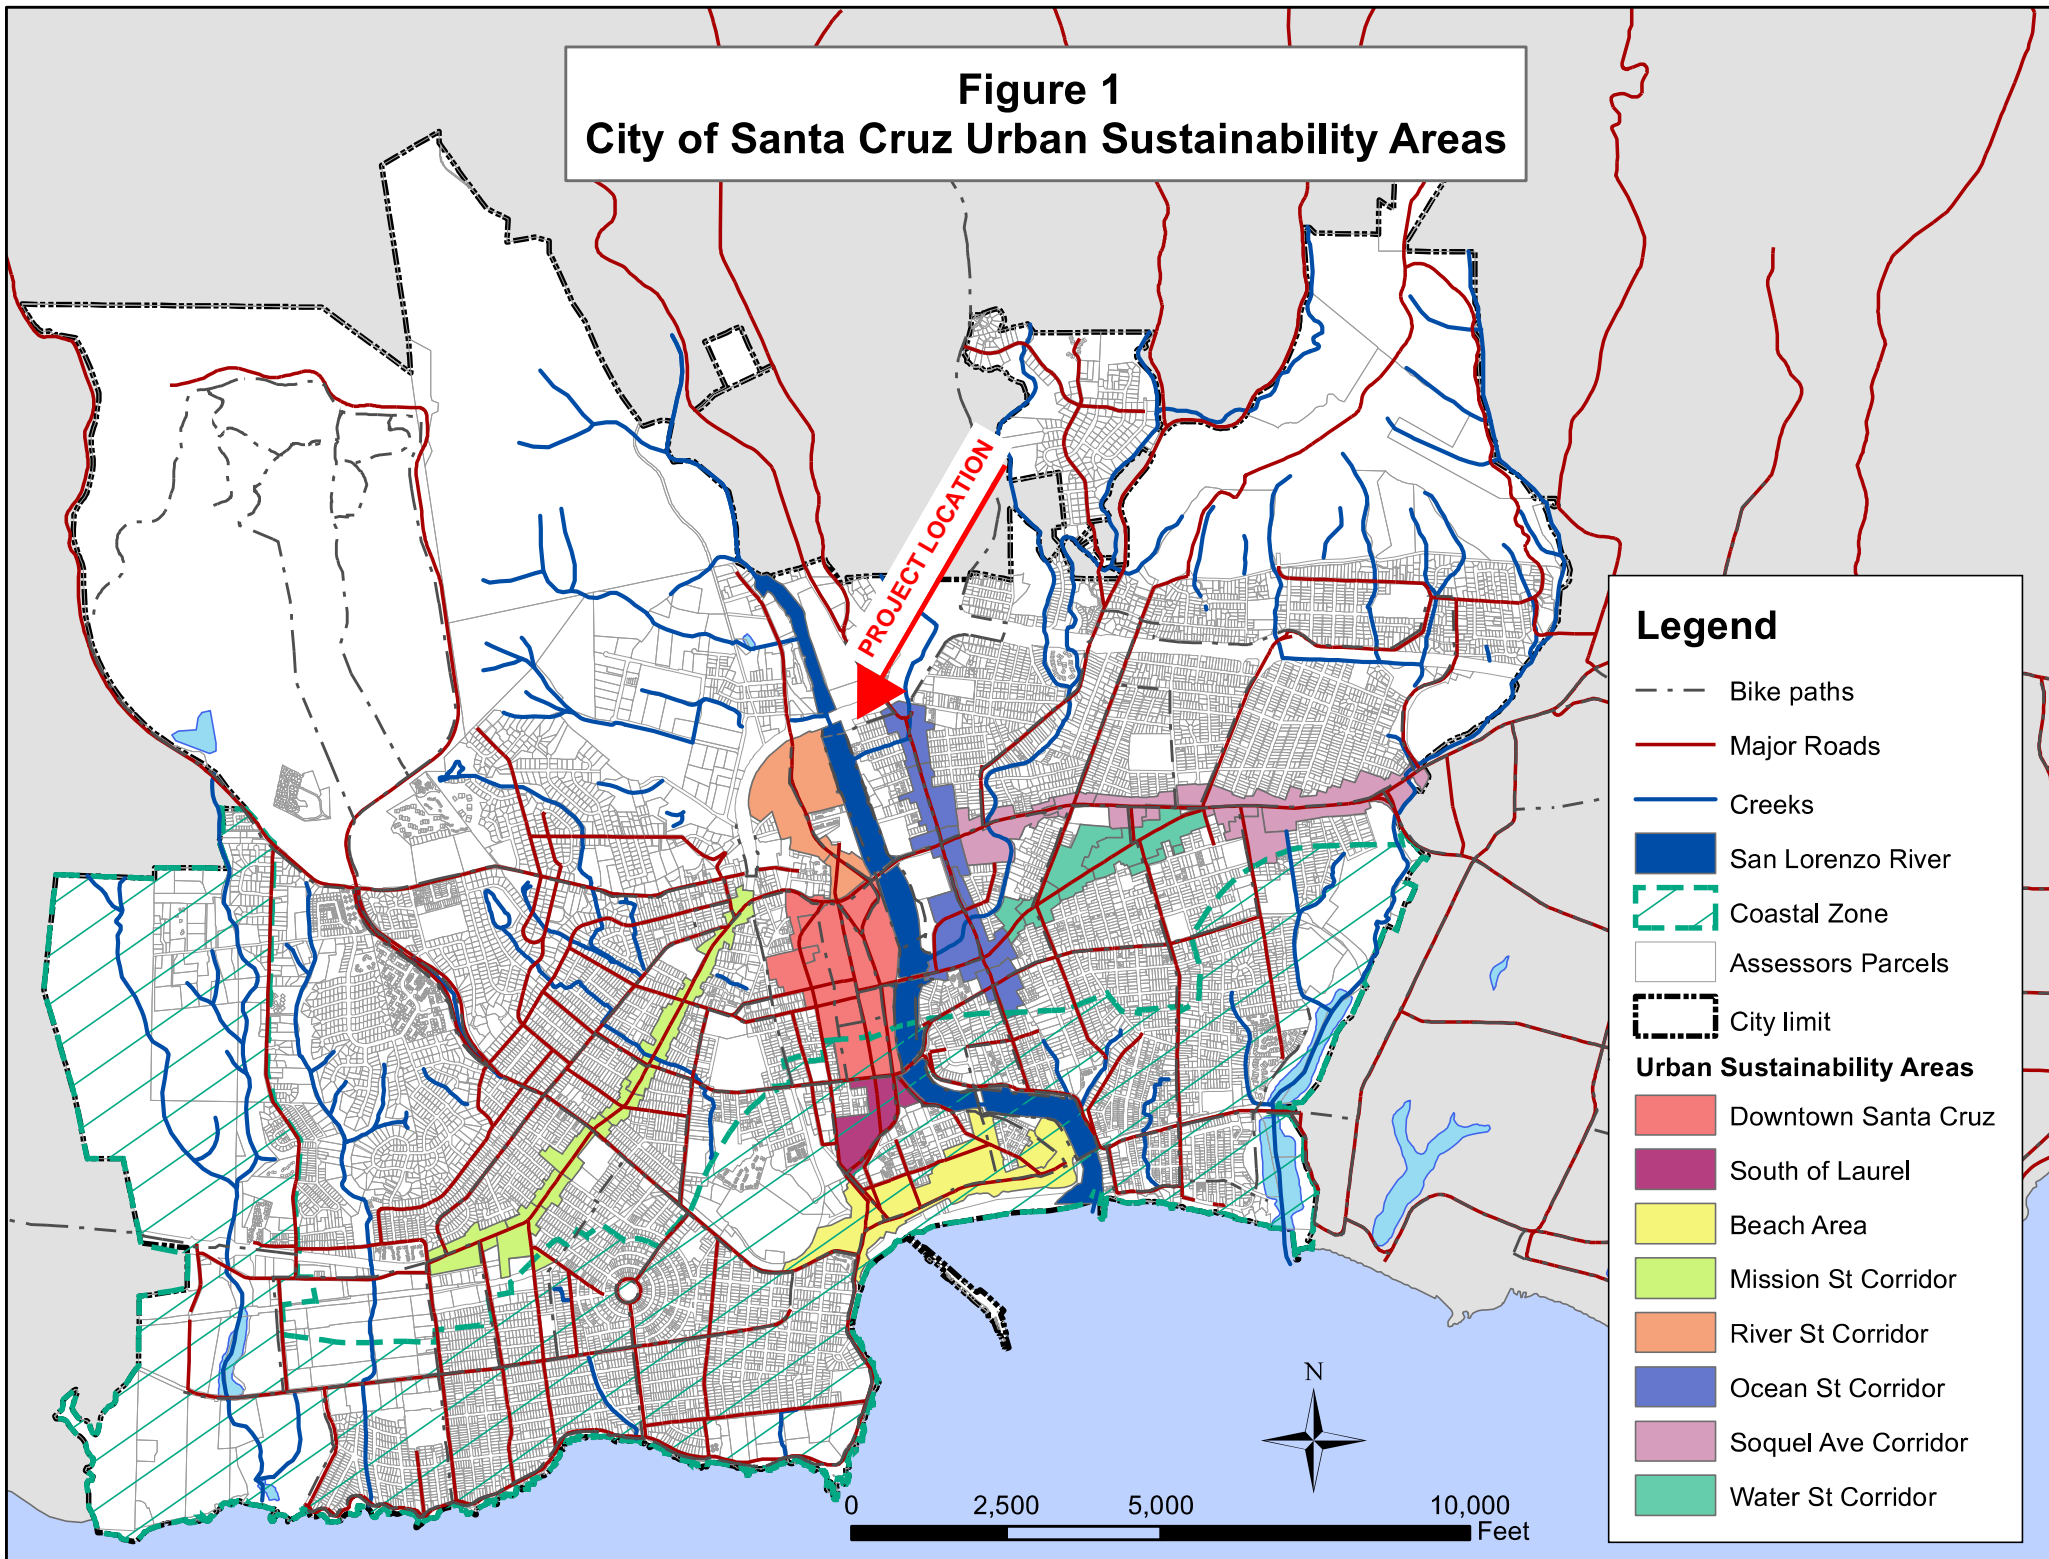 Figure 1
City of Santa Cruz Urban Sustainability Areas
PROJECT LOCATION
Legend
Bike paths
Major Roads
Creeks
San Lorenzo River
Coastal Zone
Assessors Parcels
City limit
Urban Sustainability Areas
Downtown Santa Cruz
South of Laurel
Beach Area
Mission St Corridor
River St Corridor
Ocean St Corridor
Soquel Ave Corridor
Water St Corridor
N
0 2,500 5,000 10,000
Feet